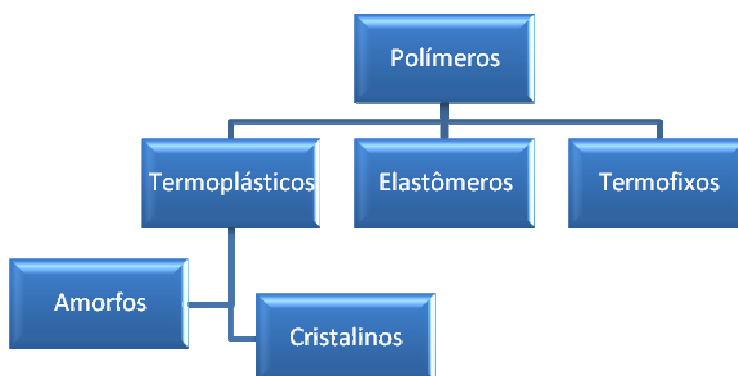 Polímeros
Termoplásticos
Elastômeros
Termofixos
Amorfos
Cristalinos